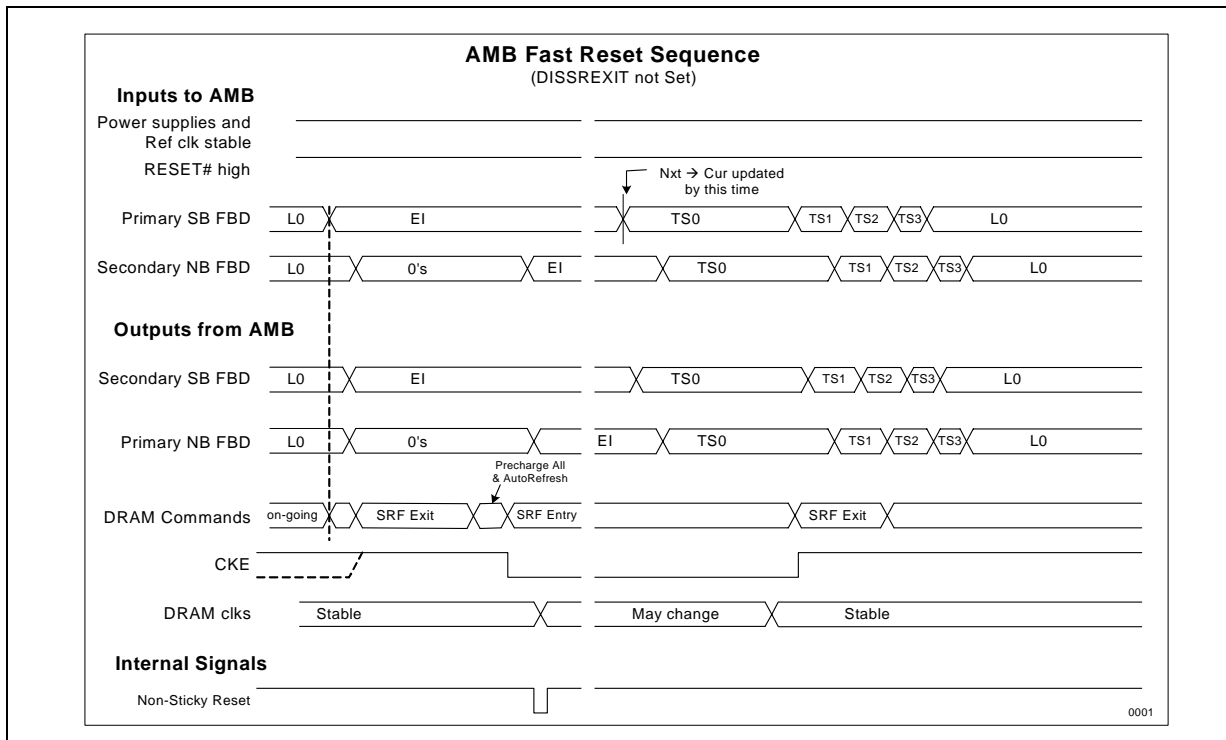 AMB Fast Reset Sequence
(DISSREXIT not Set)
Inputs to AMB
Power supplies and
Ref clk stable
RESET# high
Nxt → Cur updated
by this time
Primary SB FBD L0 EI TS0 TS1 TS2 TS3 L0
Secondary NB FBD L0 0's EI TS0 TS1 TS2 TS3 L0
Outputs from AMB
Secondary SB FBD L0 EI TS0 TS1 TS2 TS3 L0
Primary NB FBD L0 0's EI TS0 TS1 TS2 TS3 L0
Precharge All
& AutoRefresh
DRAM Commands on-going SRF Exit SRF Entry SRF Exit
CKE
DRAM clks Stable May change Stable
Internal Signals
Non-Sticky Reset
0001